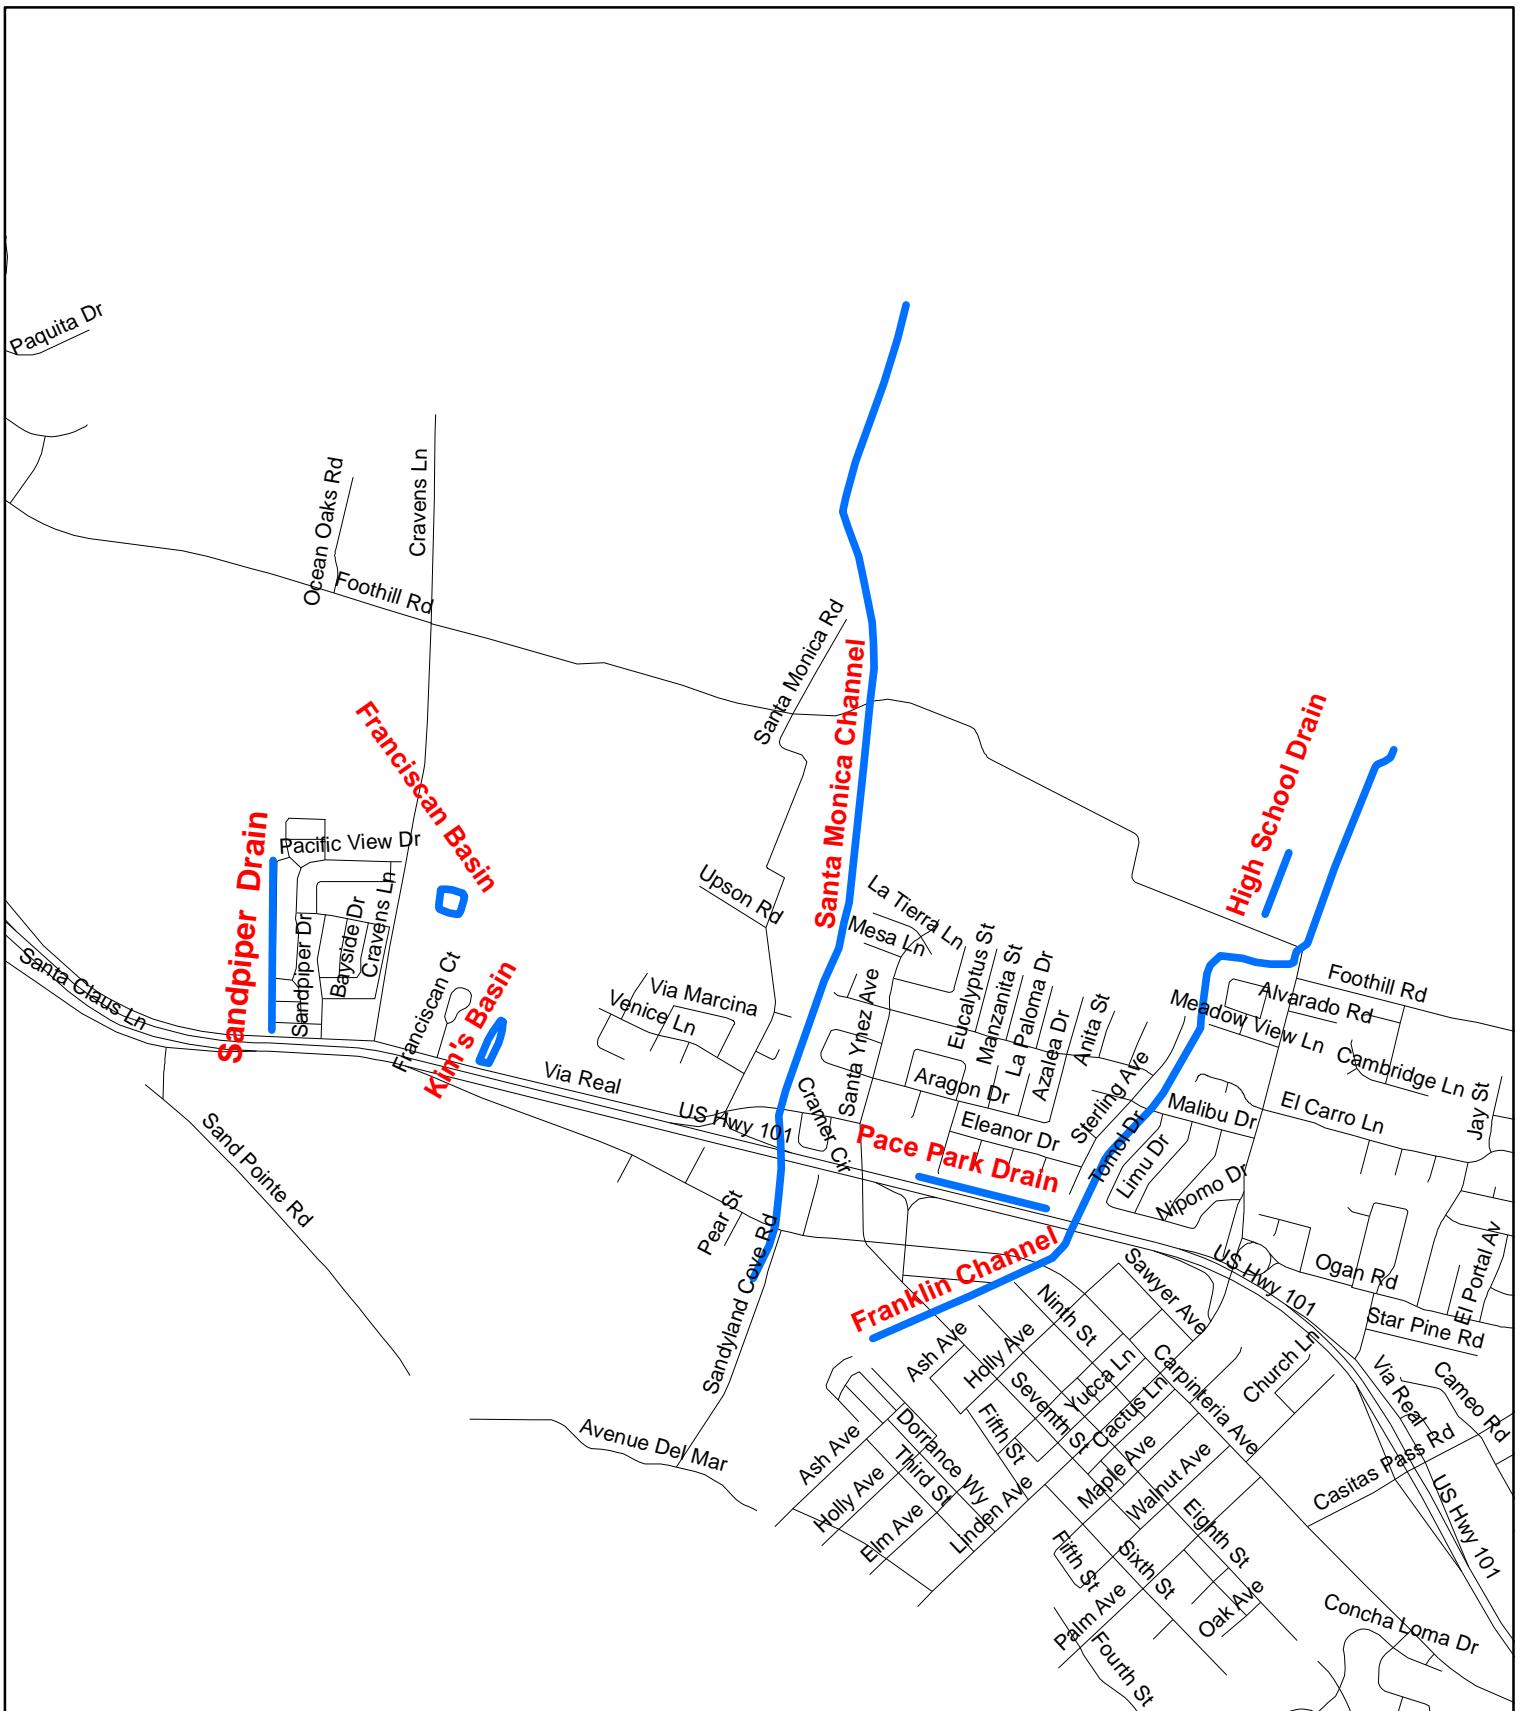 Paquita Dr
Ocean Oaks Rd
Cravens Ln
Foothill Rd
Santa Monica Rd
Santa Monica Channel
Franciscan Basin
High School Drain
Sandpiper Drain
Pacific View Dr
Sandpiper Dr
Bayside Dr
Cravens Ln
Upson Rd
La Tierra Ln
Mesa Ln
Santa Claus Ln
Franciscan Ct
Kim's Basin
Via Marcina
Venice Ln
Via Real
US Hwy 101
Cramer Cir
Santa Ynez Ave
Eucalyptus St
Manzanita St
La Paloma Dr
Azalea Dr
Anita St
Aragon Dr
Eleanor Dr
Sterling Ave
Foothill Rd
Alvarado Rd
Meadow View Ln
Cambridge Ln
Jay St
El Carro Ln
Malibu Dr
Tomol Dr
Limu Dr
Nipomo Dr
Pace Park Drain
Sand Pointe Rd
Pear St
Sandyland Cove Rd
Franklin Channel
US Hwy 101
Ogan Rd
El Portal Av
Star Pine Rd
Sawyer Ave
Ninth St
Ash Ave
Holly Ave
Seventh St
Yucca Ln
Cactus Ln
Carpinteria Ave
Church Ln
Via Real
Cameo Rd
Casitas Pass Rd
US Hwy 101
Avenue Del Mar
Fifth St
Dorrance Wy
Third St
Ash Ave
Holly Ave
Elm Ave
Linden Ave
Maple Ave
Walnut Ave
Eighth St
Sixth St
Fifth St
Palm Ave
Oak Ave
Fourth St
Concha Loma Dr